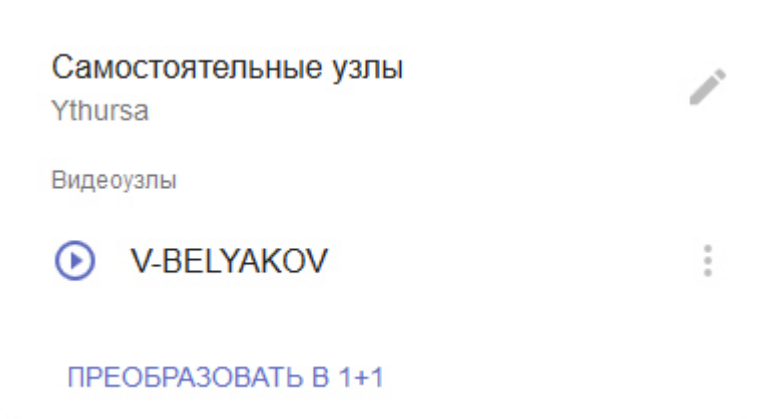 Самостоятельные узлы
Ythursa
Видеоузлы
V-BELYAKOV
ПРЕОБРАЗОВАТЬ В 1+1